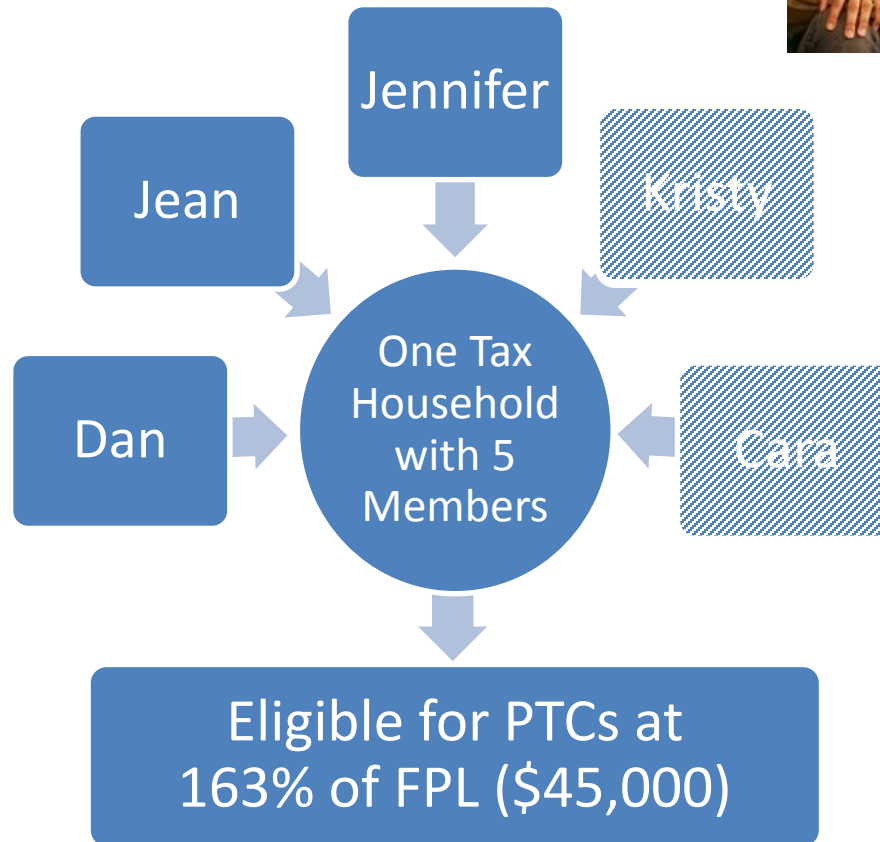 Jennifer
Jean
Kristy
Dan
One Tax
Household
with 5
Members
Cara
Eligible for PTCs at
163% of FPL ($45,000)